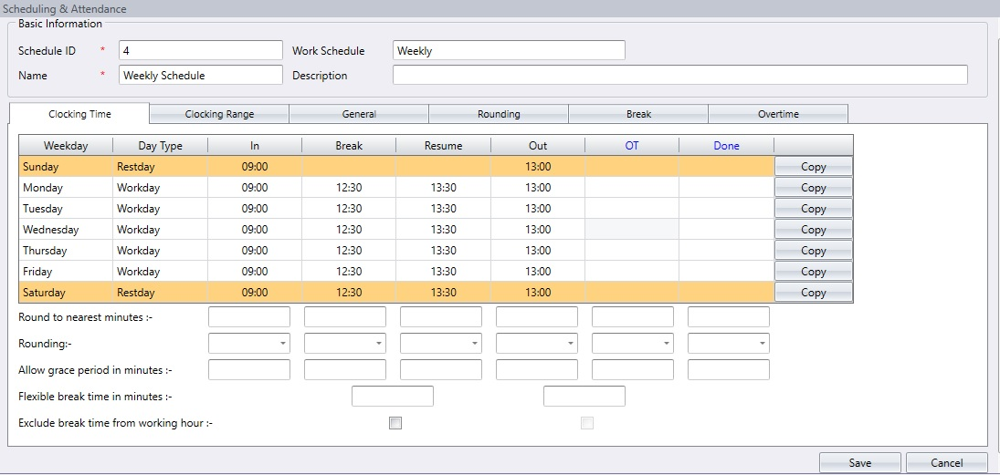 Scheduling & Attendance
Basic Information
Schedule ID * 4 Work Schedule Weekly
Name * Weekly Schedule Description
Clocking Time Clocking Range General Rounding Break Overtime
Weekday Day Type In Break Resume Out OT Done
Sunday Restday 09:00 13:00 Copy
Monday Workday 09:00 12:30 13:30 13:00 Copy
Tuesday Workday 09:00 12:30 13:30 13:00 Copy
Wednesday Workday 09:00 12:30 13:30 13:00 Copy
Thursday Workday 09:00 12:30 13:30 13:00 Copy
Friday Workday 09:00 12:30 13:30 13:00 Copy
Saturday Restday 09:00 12:30 13:30 13:00 Copy
Round to nearest minutes :-
Rounding:-
Allow grace period in minutes :-
Flexible break time in minutes :-
Exclude break time from working hour :-
Save Cancel